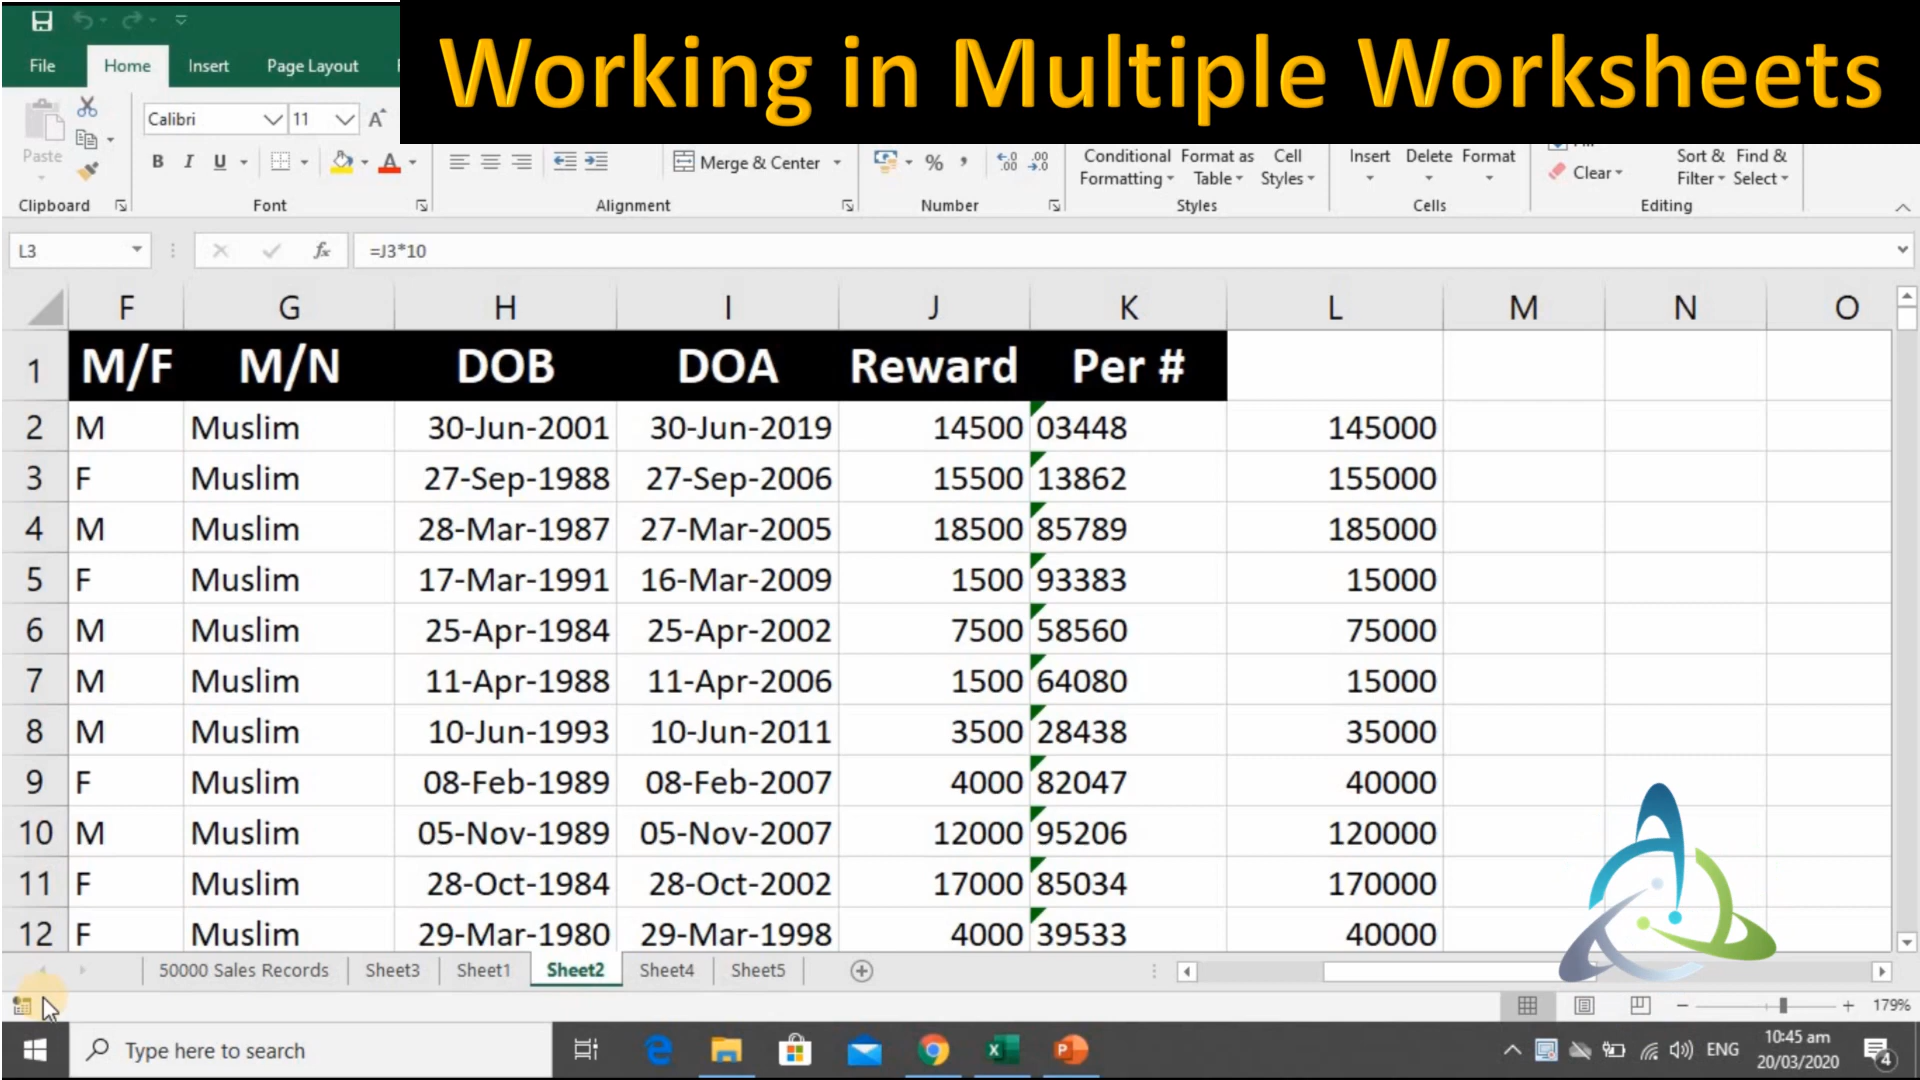 Working in Multiple Worksheets
File Home Insert Page Layout
Calibri 11 A
Paste B I U A Merge & Center % , .00 .0 Conditional Formatting Format as Table Cell Styles Insert Delete Format Clear Sort & Filter Find & Select
Clipboard Font Alignment Number Styles Cells Editing
L3 fx =J3*10
F G H I J K L M N O
1 M/F M/N DOB DOA Reward Per #
2 M Muslim 30-Jun-2001 30-Jun-2019 14500 03448 145000
3 F Muslim 27-Sep-1988 27-Sep-2006 15500 13862 155000
4 M Muslim 28-Mar-1987 27-Mar-2005 18500 85789 185000
5 F Muslim 17-Mar-1991 16-Mar-2009 1500 93383 15000
6 M Muslim 25-Apr-1984 25-Apr-2002 7500 58560 75000
7 M Muslim 11-Apr-1988 11-Apr-2006 1500 64080 15000
8 M Muslim 10-Jun-1993 10-Jun-2011 3500 28438 35000
9 F Muslim 08-Feb-1989 08-Feb-2007 4000 82047 40000
10 M Muslim 05-Nov-1989 05-Nov-2007 12000 95206 120000
11 F Muslim 28-Oct-1984 28-Oct-2002 17000 85034 170000
12 F Muslim 29-Mar-1980 29-Mar-1998 4000 39533 40000
50000 Sales Records Sheet3 Sheet1 Sheet2 Sheet4 Sheet5
179%
Type here to search ENG 10:45 am 4
20/03/2020